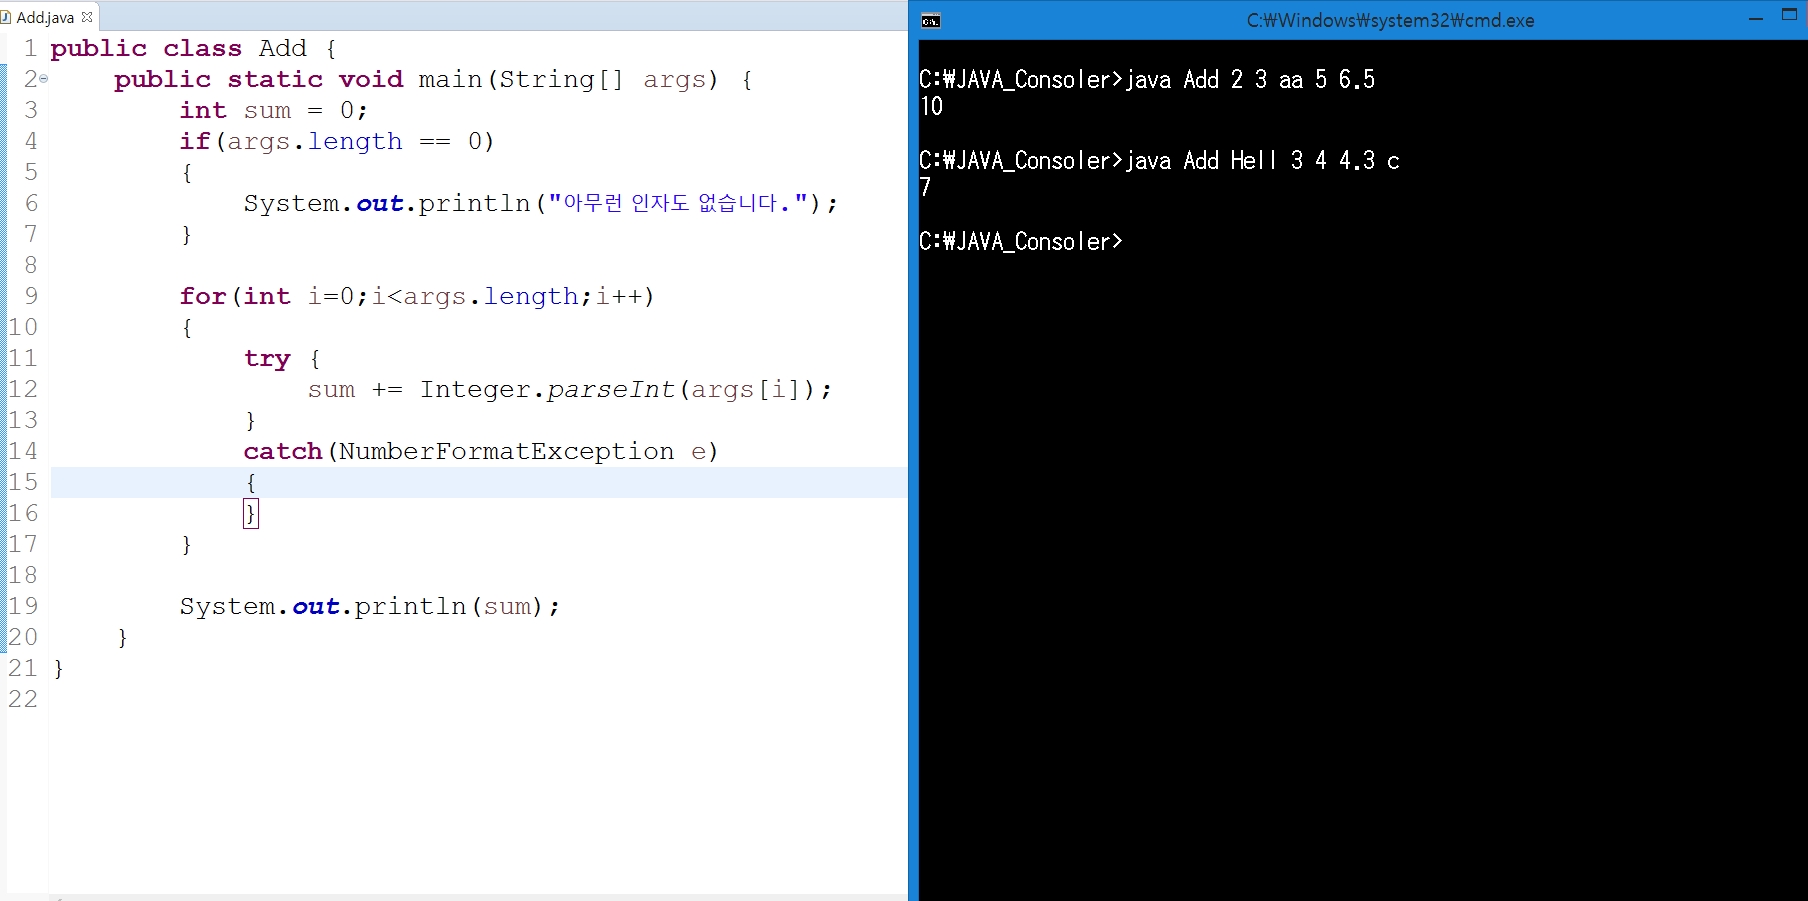 Add.java
1 public class Add {
2 public static void main(String[] args) {
3 int sum = 0;
4 if(args.length == 0)
5 {
6 System.out.println("아무런 인자도 없습니다.");
7 }
8
9 for(int i=0;i<args.length;i++)
10 {
11 try {
12 sum += Integer.parseInt(args[i]);
13 }
14 catch(NumberFormatException e)
15 {
16 }
17 }
18
19 System.out.println(sum);
20 }
21 }
22
C:₩Windows₩system32₩cmd.exe
C:₩JAVA_Consoler>java Add 2 3 aa 5 6.5
10
C:₩JAVA_Consoler>java Add Hell 3 4 4.3 c
7
C:₩JAVA_Consoler>